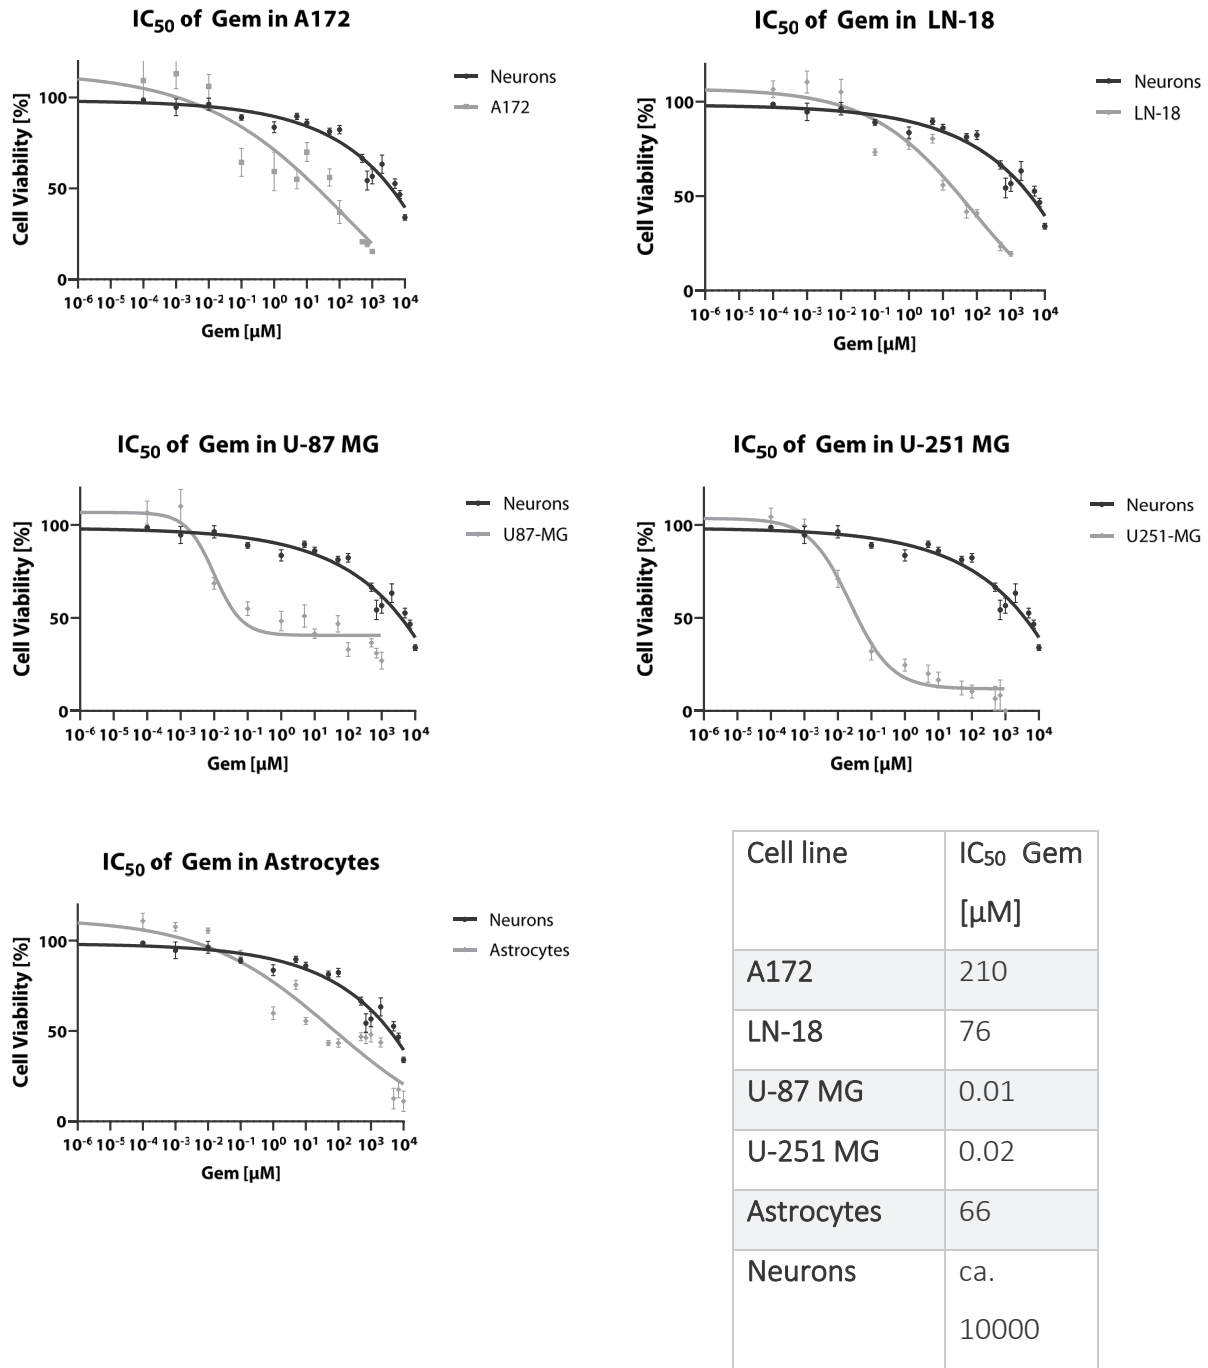 IC50 of Gem in A172
Neurons
A172
Cell Viability [%]
100
50
0
10-6 10-5 10-4 10-3 10-2 10-1 100 101 102 103 104
Gem [µM]
IC50 of Gem in LN-18
Neurons
LN-18
Cell Viability [%]
100
50
0
10-6 10-5 10-4 10-3 10-2 10-1 100 101 102 103 104
Gem [µM]
IC50 of Gem in U-87 MG
Neurons
U87-MG
Cell Viability [%]
100
50
0
10-6 10-5 10-4 10-3 10-2 10-1 100 101 102 103 104
Gem [µM]
IC50 of Gem in U-251 MG
Neurons
U251-MG
Cell Viability [%]
100
50
0
10-6 10-5 10-4 10-3 10-2 10-1 100 101 102 103 104
Gem [µM]
IC50 of Gem in Astrocytes
Neurons
Astrocytes
Cell Viability [%]
100
50
0
10-6 10-5 10-4 10-3 10-2 10-1 100 101 102 103 104
Gem [µM]
Cell line IC50 Gem
[µM]
A172 210
LN-18 76
U-87 MG 0.01
U-251 MG 0.02
Astrocytes 66
Neurons ca.
10000